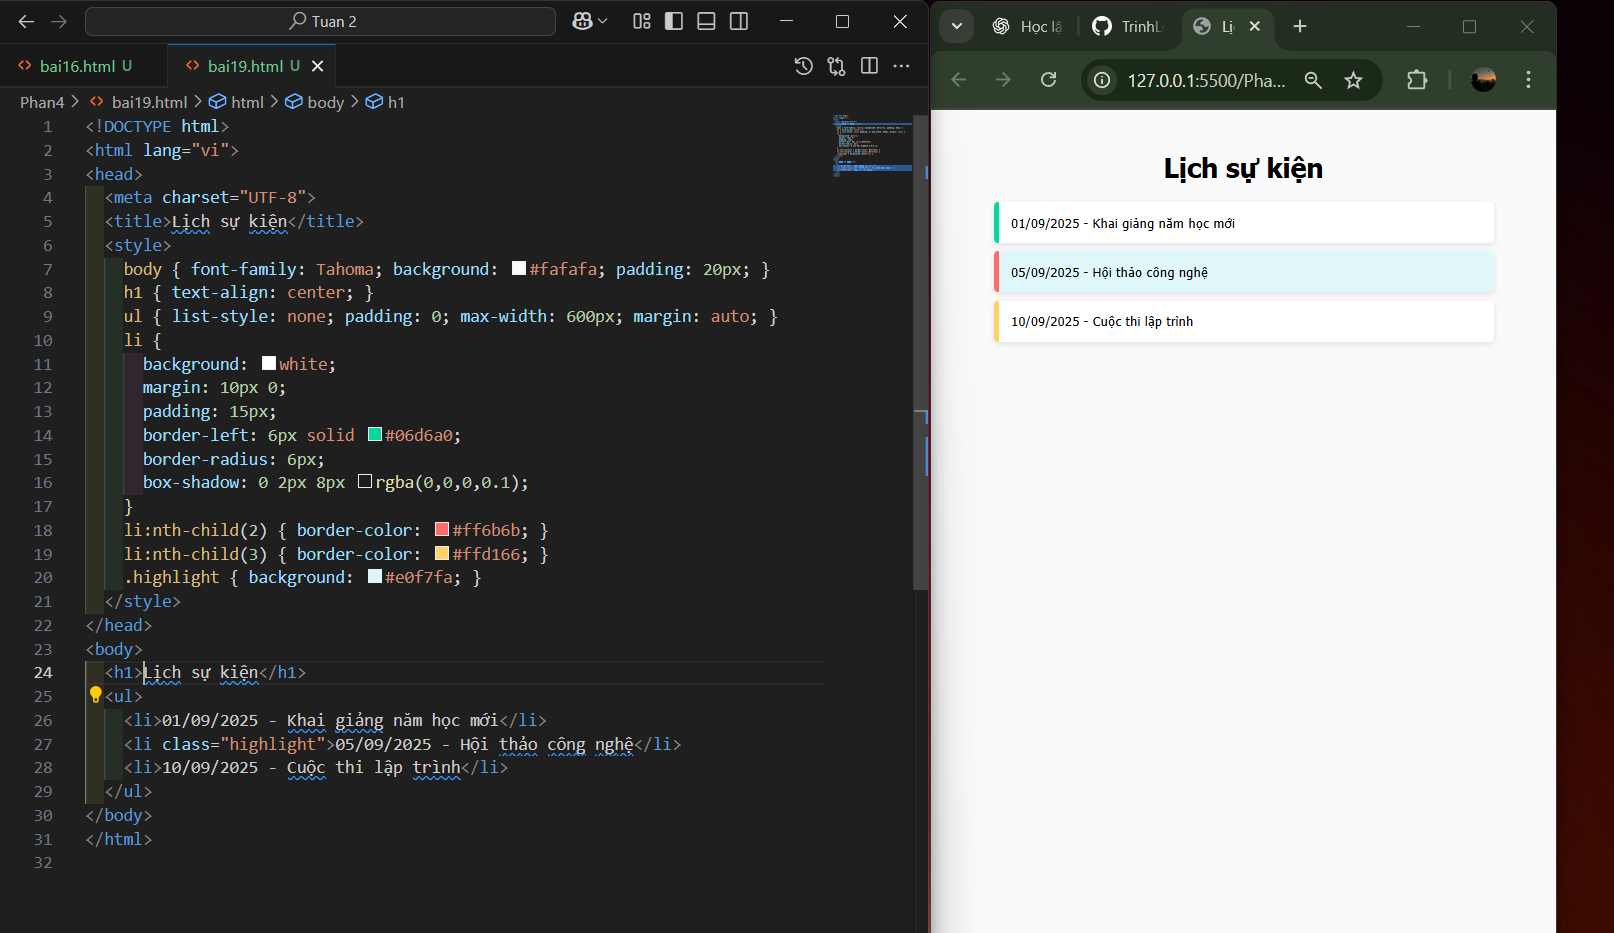 Tuan 2
bai16.html U
bai19.html U
Phan4 > bai19.html > html > body > h1
1 <!DOCTYPE html>
2 <html lang="vi">
3 <head>
4 <meta charset="UTF-8">
5 <title>Lịch sự kiện</title>
6 <style>
7 body { font-family: Tahoma; background: #fafafa; padding: 20px; }
8 h1 { text-align: center; }
9 ul { list-style: none; padding: 0; max-width: 600px; margin: auto; }
10 li {
11 background: white;
12 margin: 10px 0;
13 padding: 15px;
14 border-left: 6px solid #06d6a0;
15 border-radius: 6px;
16 box-shadow: 0 2px 8px rgba(0,0,0,0.1);
17 }
18 li:nth-child(2) { border-color: #ff6b6b; }
19 li:nth-child(3) { border-color: #ffd166; }
20 .highlight { background: #e0f7fa; }
21 </style>
22 </head>
23 <body>
24 <h1>Lịch sự kiện</h1>
25 <ul>
26 <li>01/09/2025 - Khai giảng năm học mới</li>
27 <li class="highlight">05/09/2025 - Hội thảo công nghệ</li>
28 <li>10/09/2025 - Cuộc thi lập trình</li>
29 </ul>
30 </body>
31 </html>
32
Học lậ
TrinhL
Lị
127.0.0.1:5500/Pha...
Lịch sự kiện
01/09/2025 - Khai giảng năm học mới
05/09/2025 - Hội thảo công nghệ
10/09/2025 - Cuộc thi lập trình